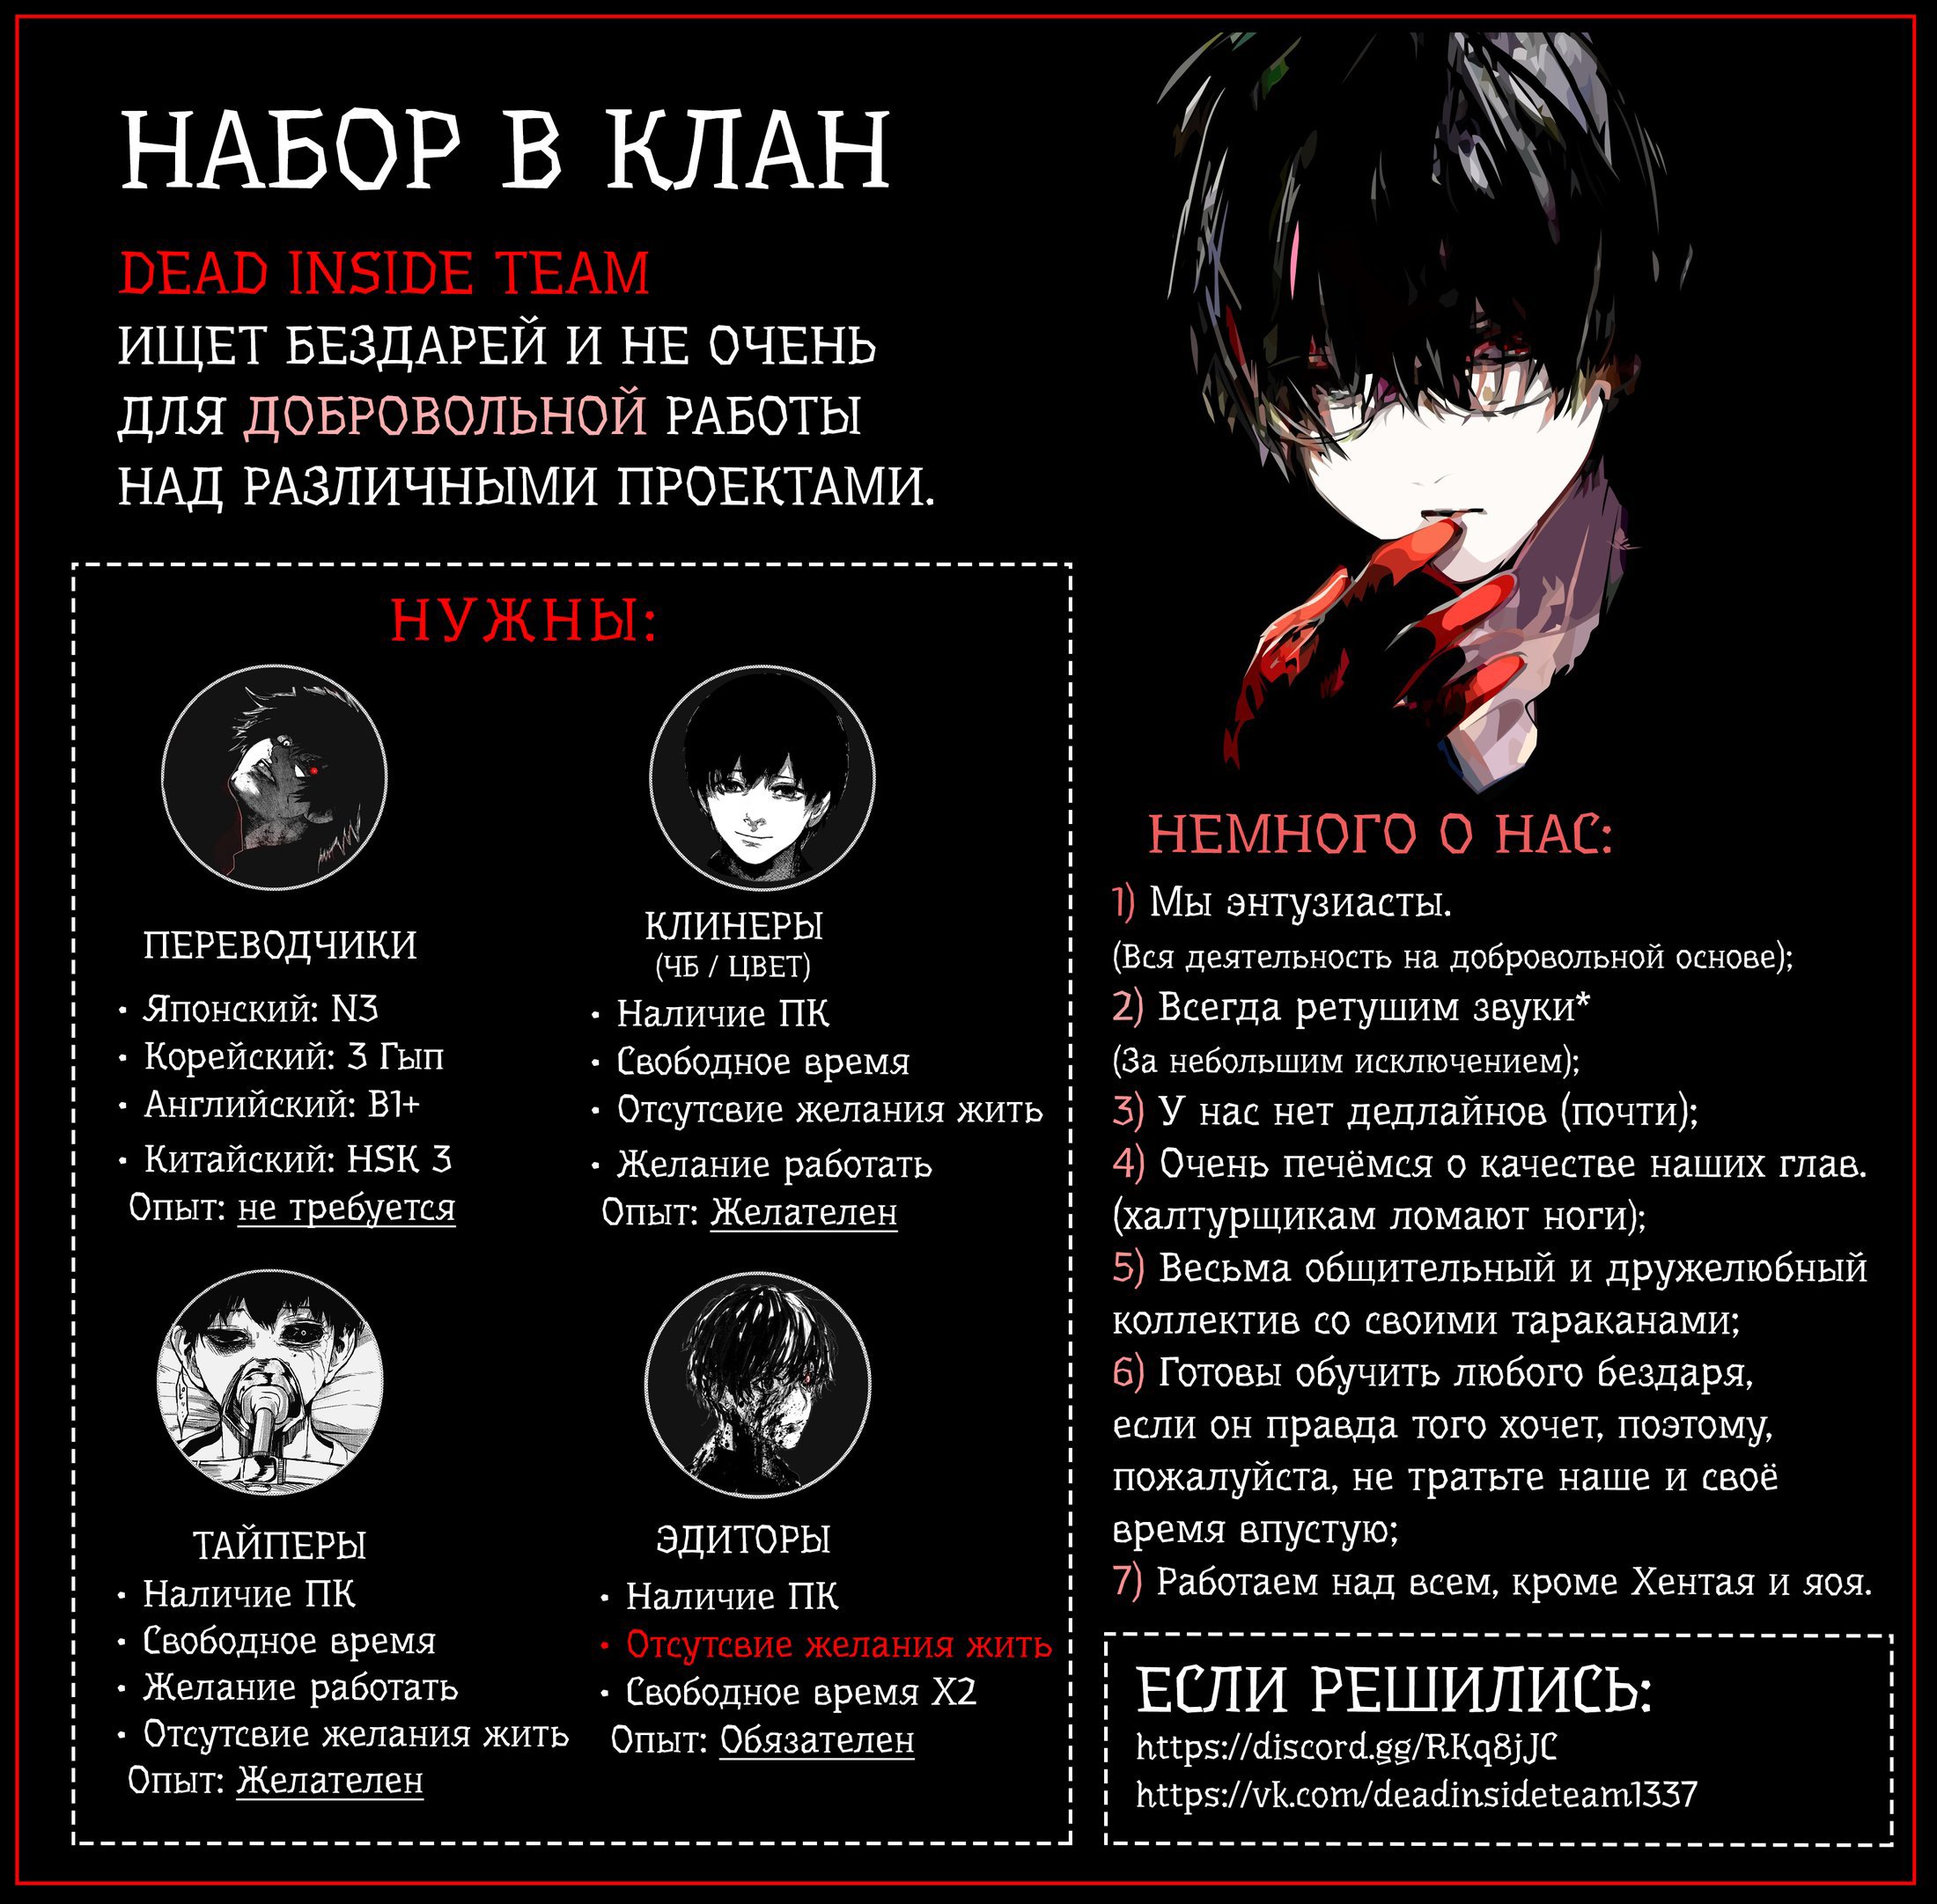 НАБОР В КЛАН
DEAD INSIDE TEAM
ИЩЕТ БЕЗДАРЕЙ И НЕ ОЧЕНЬ
ДЛЯ ДОБРОВОЛЬНОЙ РАБОТЫ
НАД РАЗЛИЧНЫМИ ПРОЕКТАМИ.
НУЖНЫ:
ПЕРЕВОДЧИКИ
· Японский: N3
· Корейский: 3 Гып
· Английский: B1+
· Китайский: HSK 3
Опыт: не требуется
КЛИНЕРЫ
(ЧБ / ЦВЕТ)
· Наличие ПК
· Свободное время
· Отсутсвие желания жить
· Желание работать
Опыт: Желателен
ТАЙПЕРЫ
· Наличие ПК
· Свободное время
· Желание работать
· Отсутсвие желания жить
Опыт: Желателен
ЭДИТОРЫ
· Наличие ПК
· Отсутсвие желания жить
· Свободное время X2
Опыт: Обязателен
НЕМНОГО О НАС:
1) Мы энтузиасты.
(Вся деятельность на добровольной основе);
2) Всегда ретушим звуки*
(За небольшим исключением);
3) У нас нет дедлайнов (почти);
4) Очень печёмся о качестве наших глав.
(халтурщикам ломают ноги);
5) Весьма общительный и дружелюбный
коллектив со своими тараканами;
6) Готовы обучить любого бездаря,
если он правда того хочет, поэтому,
пожалуйста, не тратьте наше и своё
время впустую;
7) Работаем над всем, кроме Хентая и яоя.
ЕСЛИ РЕШИЛИСЬ:
https://discord.gg/RKq8jJC
https://vk.com/deadinsideteam1337